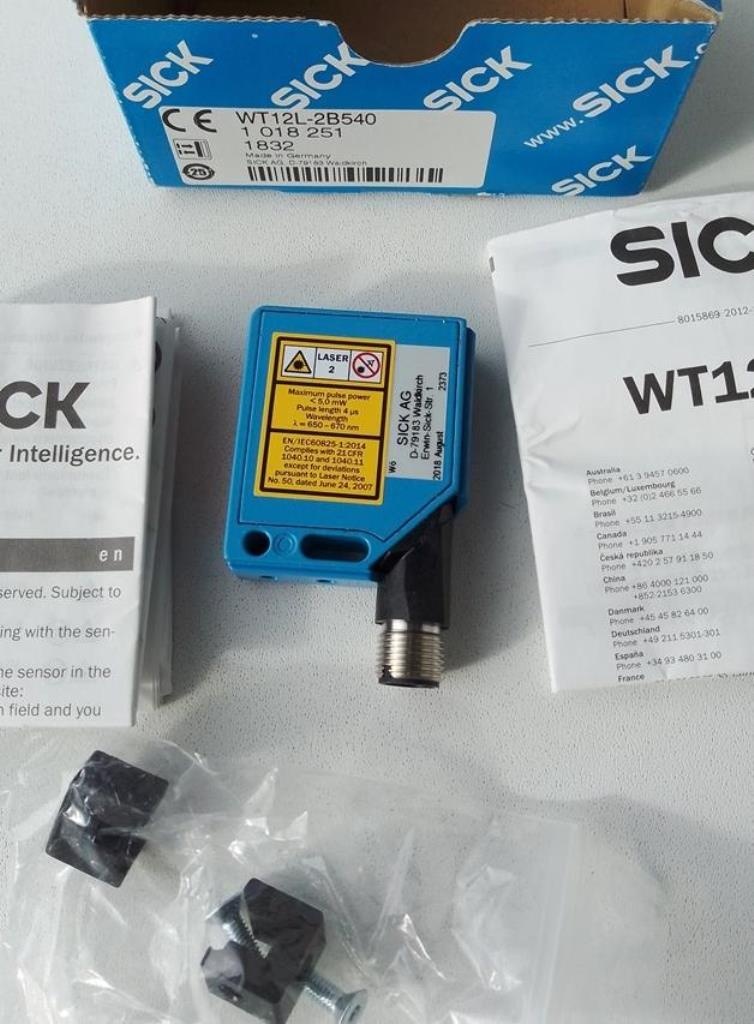 SICK
SICK
SICK
SICK
www.
SICK
CE
WT12L-2B540
1 018 251
1832
Made in Germany
SICK AG, D-79183 Waldkirch
25
SICK
8015869 2012-
WT12
Australia
Phone +61 3 9457 0600
Belgium/Luxembourg
Phone +32 (0)2 466 55 66
Brasil
Phone +55 11 3215-4900
Canada
Phone +1 905 771 14 44
Česká republika
Phone +420 2 57 91 18 50
China
Phone +86 4000 121 000
+852-2153 6300
Danmark
Phone +45 45 82 64 00
Deutschland
Phone +49 211 5301-301
España
Phone +34 93 480 31 00
France
Phone
LASER
2
Maximum pulse power
< 5,0 mW
Pulse length 4 µs
Wavelength
λ = 650 – 670 nm
EN/IEC60825-1:2014
Complies with 21 CFR
1040.10 and 1040.11
except for deviations
pursuant to Laser Notice
No. 50, dated June 24, 2007
SICK AG
D-79183 Waldkirch
Erwin-Sick-Str. 1
Wö
2018 August 2373
CK
r Intelligence.
en
served. Subject to
ing with the sen-
he sensor in the
site:
n field and you